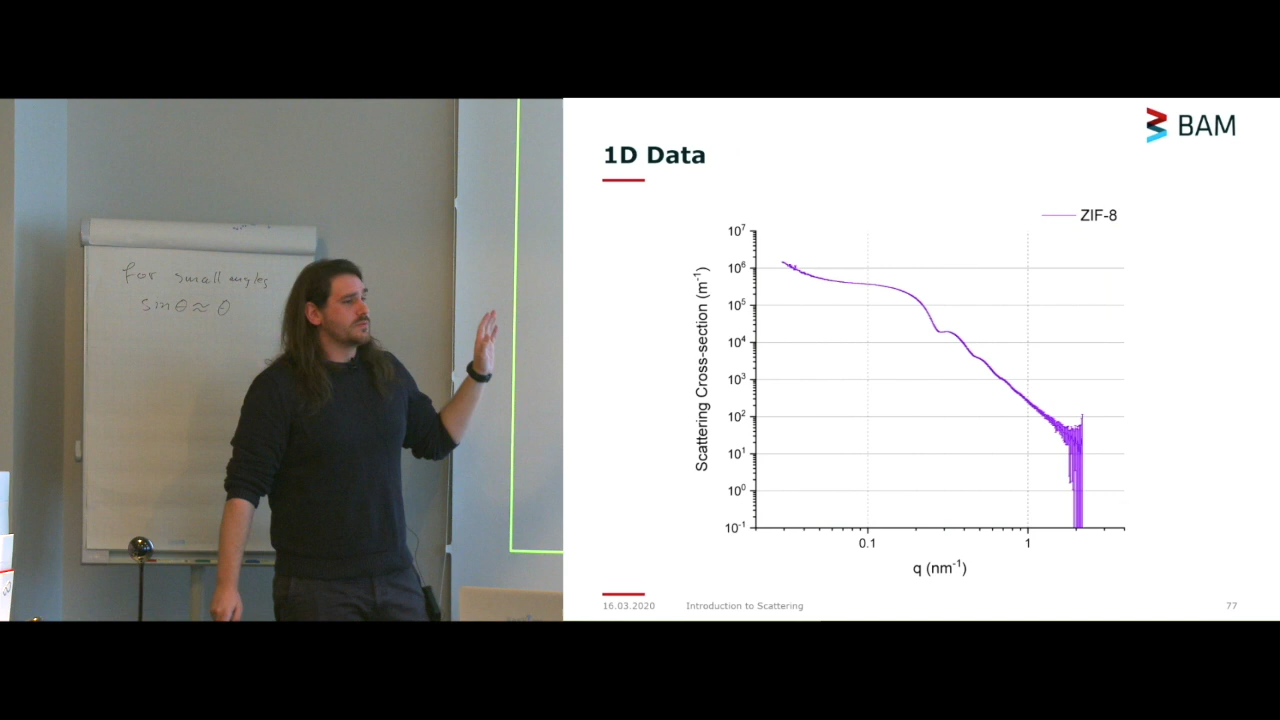 for small angles
sin θ ≈ θ
BAM
1D Data
ZIF-8
10⁷
10⁶
10⁵
10⁴
10³
10²
10¹
10⁰
10⁻¹
Scattering Cross-section (m⁻¹)
0.1 1
q (nm⁻¹)
16.03.2020 Introduction to Scattering 77